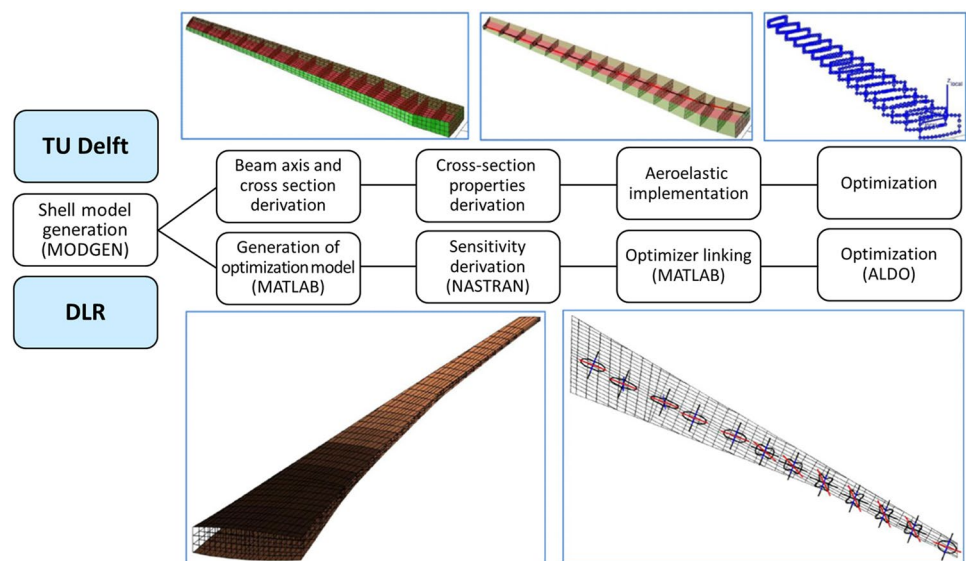 TU Delft
Shell model
generation
(MODGEN)
DLR
Beam axis and
cross section
derivation
Cross-section
properties
derivation
Aeroelastic
implementation
Optimization
Generation of
optimization model
(MATLAB)
Sensitivity
derivation
(NASTRAN)
Optimizer linking
(MATLAB)
Optimization
(ALDO)